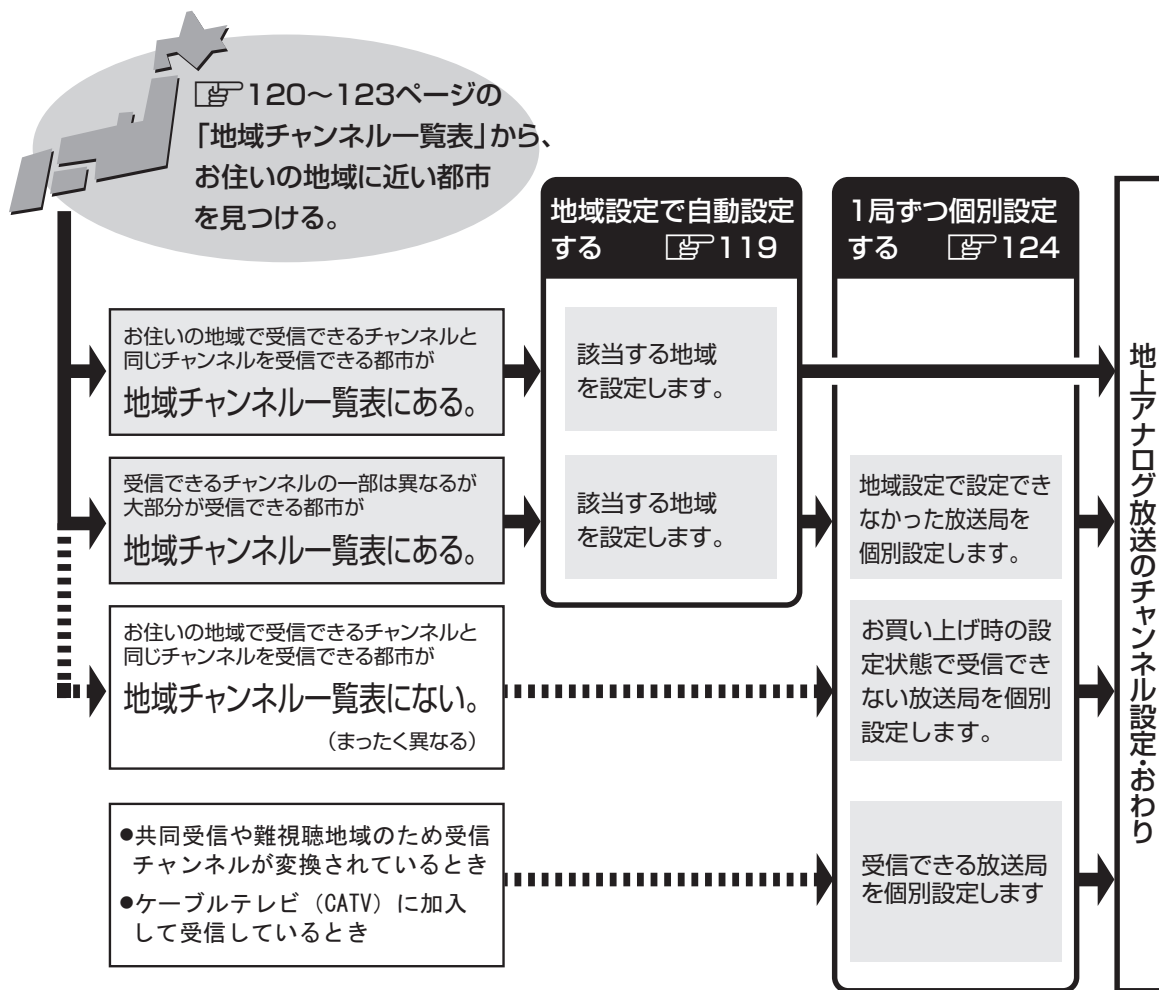 120～123ページの
「地域チャンネル一覧表」から、
お住いの地域に近い都市
を見つける。
地域設定で自動設定
する 119
1局ずつ個別設定
する 124
お住いの地域で受信できるチャンネルと
同じチャンネルを受信できる都市が
地域チャンネル一覧表にある。
該当する地域
を設定します。
受信できるチャンネルの一部は異なるが
大部分が受信できる都市が
地域チャンネル一覧表にある。
該当する地域
を設定します。
地域設定で設定でき
なかった放送局を
個別設定します。
お住いの地域で受信できるチャンネルと
同じチャンネルを受信できる都市が
地域チャンネル一覧表にない。
（まったく異なる）
お買い上げ時の設
定状態で受信でき
ない放送局を個別
設定します。
●共同受信や難視聴地域のため受信
チャンネルが変換されているとき
●ケーブルテレビ（CATV）に加入
して受信しているとき
受信できる放送局
を個別設定します
地上アナログ放送のチャンネル設定・おわり